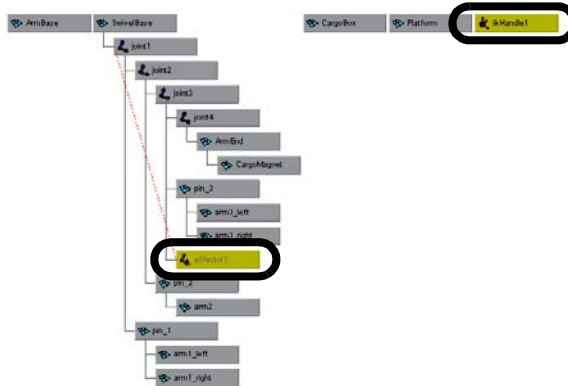 ArmBase SwivelBase CargoBox Platform ikHandle1
joint1
joint2
joint3
joint4
ArmEnd
CargoMagnet
pin_3
arm3_left
arm3_right
effector1
pin_2
arm2
pin_1
arm1_left
arm1_right